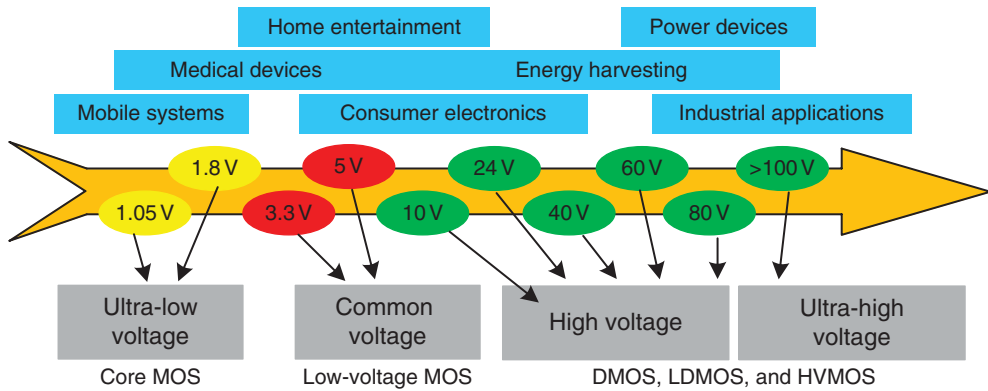 Home entertainment
Power devices
Medical devices
Energy harvesting
Mobile systems
Consumer electronics
Industrial applications
1.8 V
5 V
24 V
60 V
>100 V
1.05 V
3.3 V
10 V
40 V
80 V
Ultra-low
voltage
Common
voltage
High voltage
Ultra-high
voltage
Core MOS
Low-voltage MOS
DMOS, LDMOS, and HVMOS